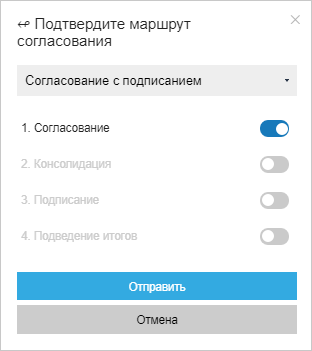 Подтвердите маршрут
согласования
Согласование с подписанием
1. Согласование
2. Консолидация
3. Подписание
4. Подведение итогов
Отправить
Отмена